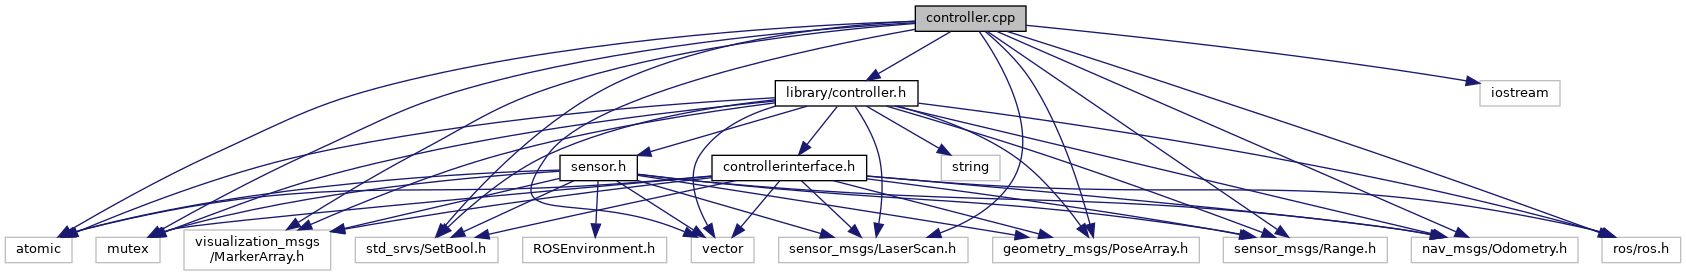 controller.cpp
library/controller.h
iostream
sensor.h
controllerinterface.h
string
atomic
mutex
visualization_msgs
/MarkerArray.h
std_srvs/SetBool.h
ROSEnvironment.h
vector
sensor_msgs/LaserScan.h
geometry_msgs/PoseArray.h
sensor_msgs/Range.h
nav_msgs/Odometry.h
ros/ros.h